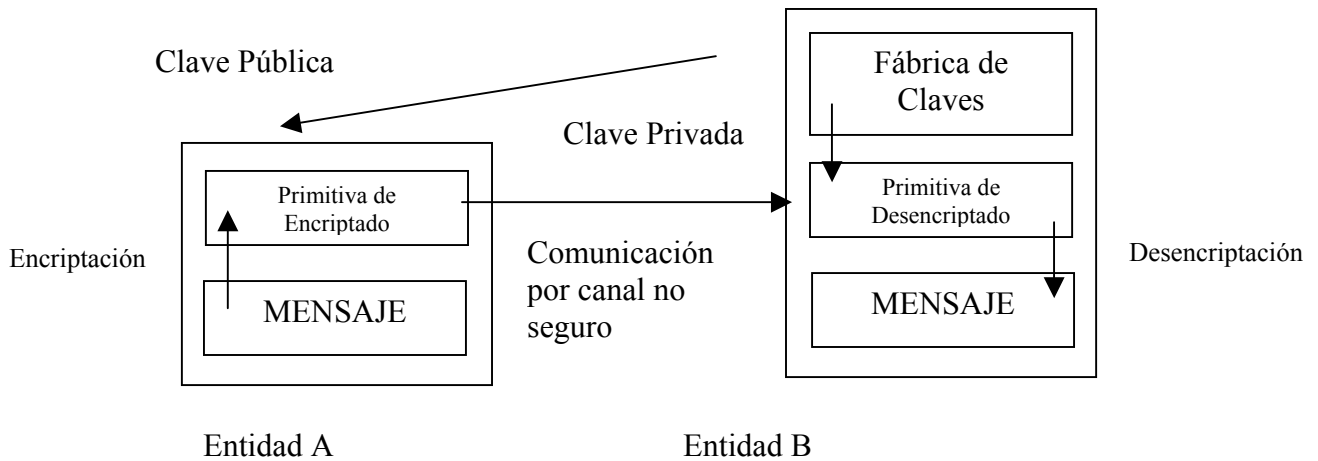 Clave Pública
Fábrica de
Claves
Clave Privada
Primitiva de
Encriptado
Primitiva de
Desencriptado
Encriptación
Comunicación
por canal no
seguro
Desencriptación
MENSAJE
MENSAJE
Entidad A
Entidad B